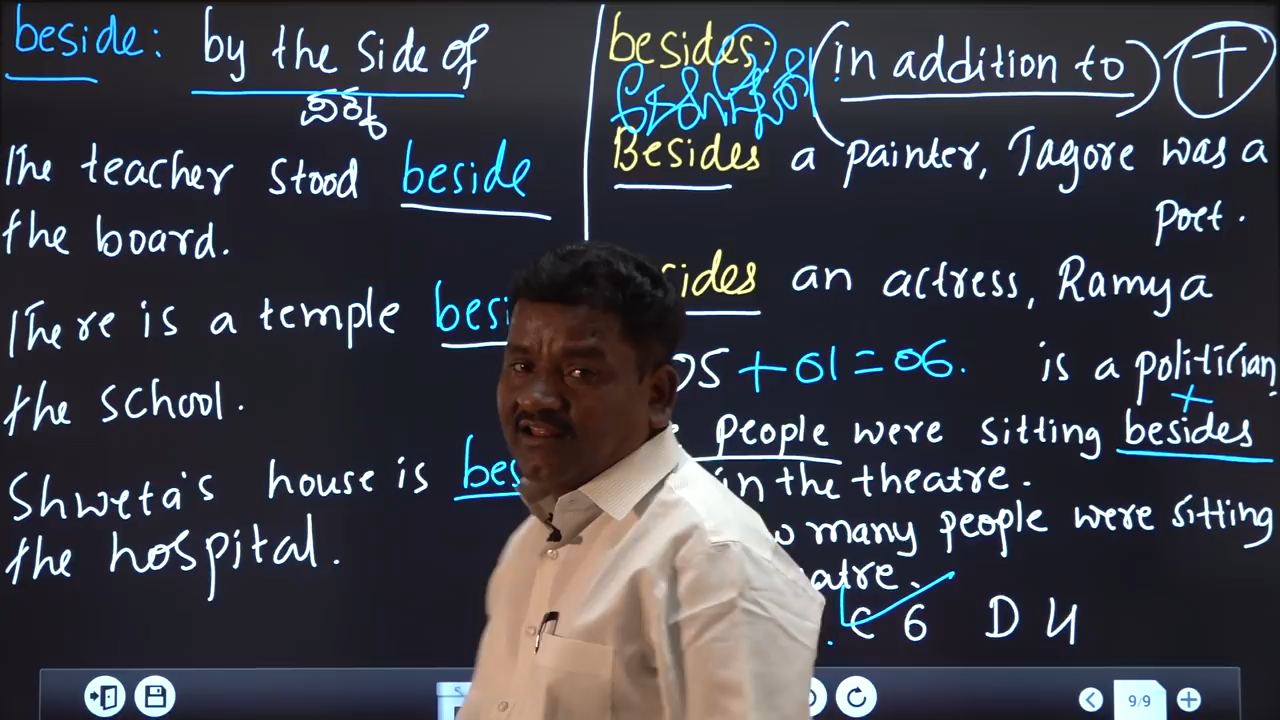 beside: by the side of
ಪಕ್ಕ
The teacher stood beside
the board.
There is a temple besi
the school.
Shweta's house is bes
the hospital.
besides: (in addition to) +
Besides a painter, Tagore was a
poet.
sides an actress, Ramya
is a politician
05 + 01 = 06.
+
people were sitting besides
in the theatre.
w many people were sitting
atre.
C 6 D 4
9/9